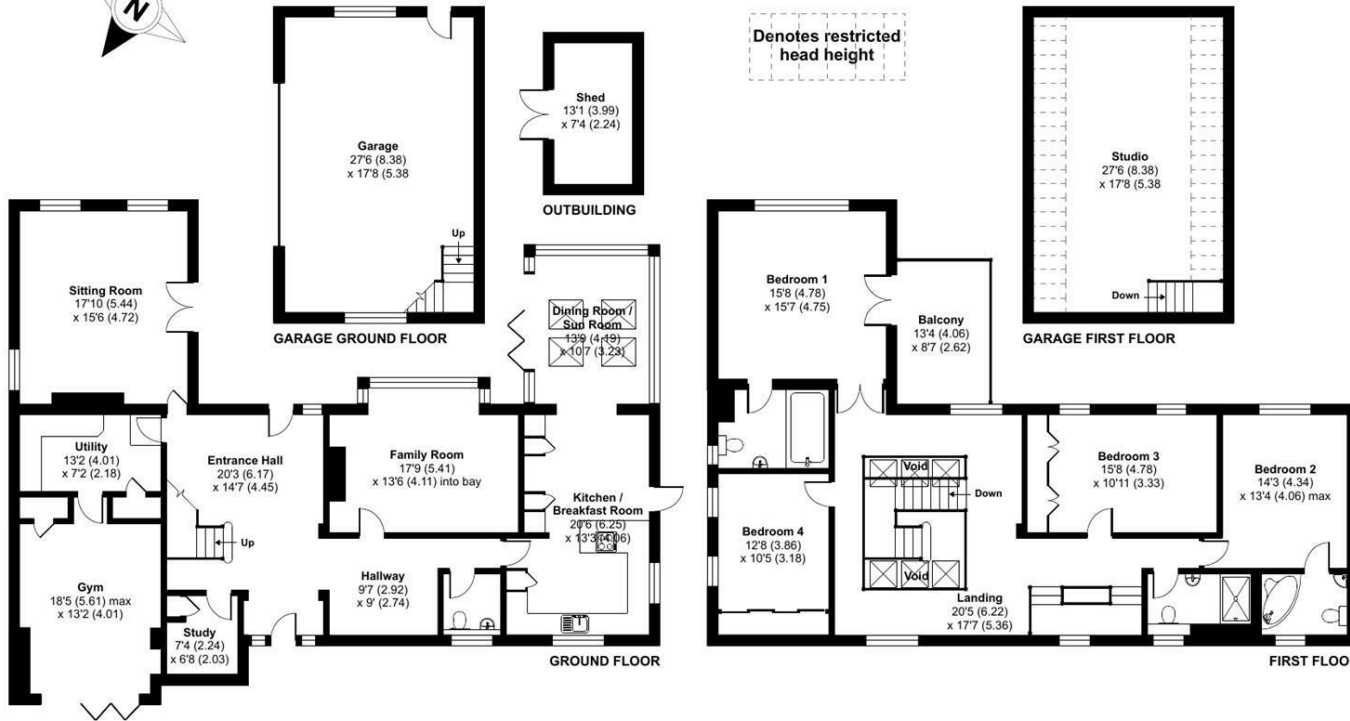 N
Garage
27'6 (8.38)
x 17'8 (5.38
Up
GARAGE GROUND FLOOR
Shed
13'1 (3.99)
x 7'4 (2.24)
OUTBUILDING
Denotes restricted
head height
Studio
27'6 (8.38)
x 17'8 (5.38
Down
GARAGE FIRST FLOOR
Sitting Room
17'10 (5.44)
x 15'6 (4.72)
Dining Room /
Sun Room
13'9 (4.19)
x 10'7 (3.23)
Utility
13'2 (4.01)
x 7'2 (2.18)
Entrance Hall
20'3 (6.17)
x 14'7 (4.45)
Family Room
17'9 (5.41)
x 13'6 (4.11) into bay
Kitchen /
Breakfast Room
20'6 (6.25)
x 13'3 (4.06)
Up
Gym
18'5 (5.61) max
x 13'2 (4.01)
Hallway
9'7 (2.92)
x 9' (2.74)
Study
7'4 (2.24)
x 6'8 (2.03)
GROUND FLOOR
Bedroom 1
15'8 (4.78)
x 15'7 (4.75)
Balcony
13'4 (4.06)
x 8'7 (2.62)
Void
Down
Void
Bedroom 3
15'8 (4.78)
x 10'11 (3.33)
Bedroom 2
14'3 (4.34)
x 13'4 (4.06) max
Bedroom 4
12'8 (3.86)
x 10'5 (3.18)
Landing
20'5 (6.22)
x 17'7 (5.36)
FIRST FLOO